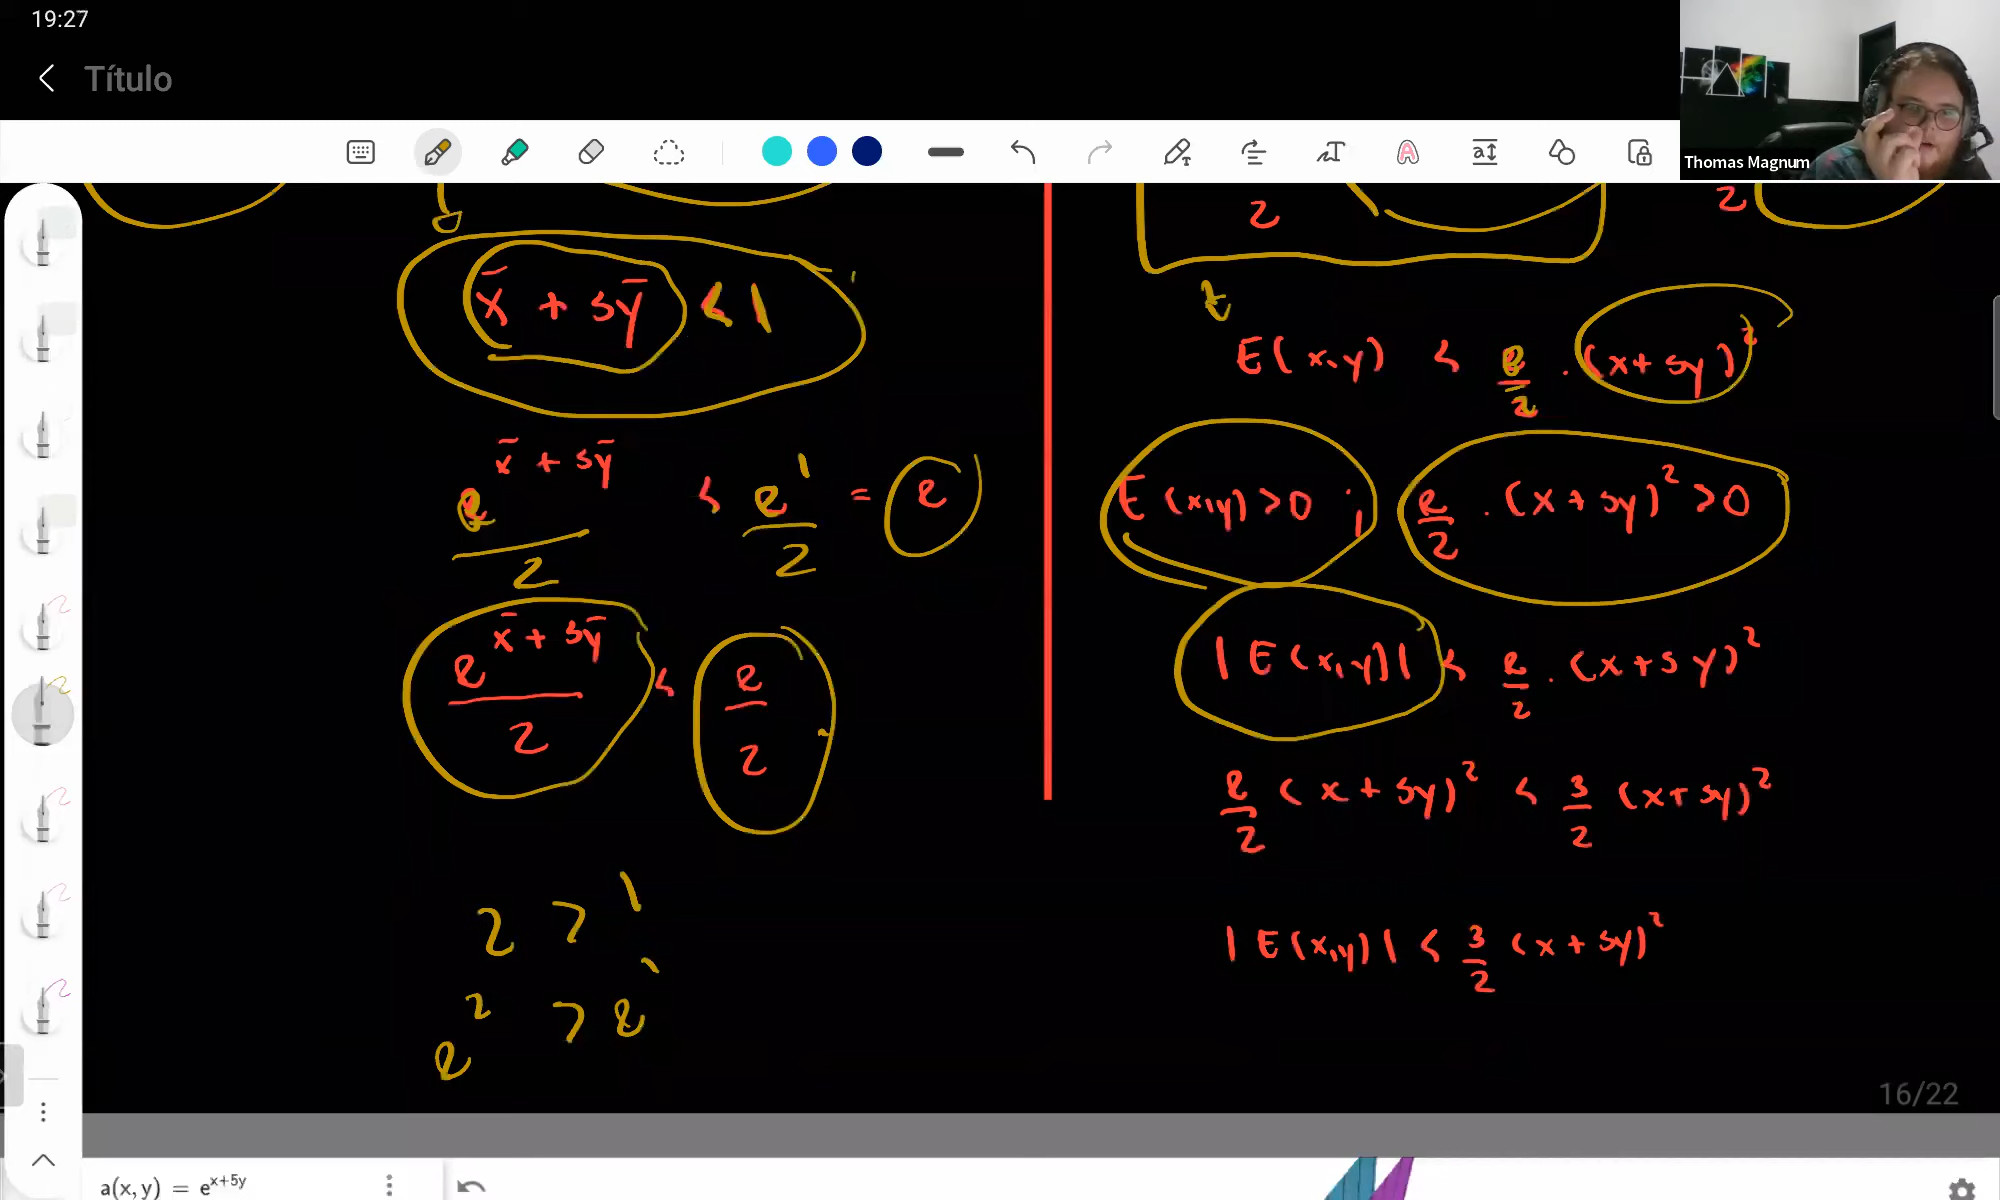 19:27
Título
Thomas Magnum
x̄ + 5ȳ < 1
e^(x̄ + 5ȳ) / 2 < e^1 / 2 = e
e^(x̄ + 5ȳ) / 2 < e / 2
2 > 1
e^2 > e^1
2
2
E(x,y) < e/2 . (x + 5y)^2
E(x,y) > 0 ; e/2 . (x + 5y)^2 > 0
|E(x,y)| < e/2 . (x + 5y)^2
e/2 (x + 5y)^2 < 3/2 (x + 5y)^2
|E(x,y)| < 3/2 (x + 5y)^2
16/22
a(x, y) = e^(x+5y)